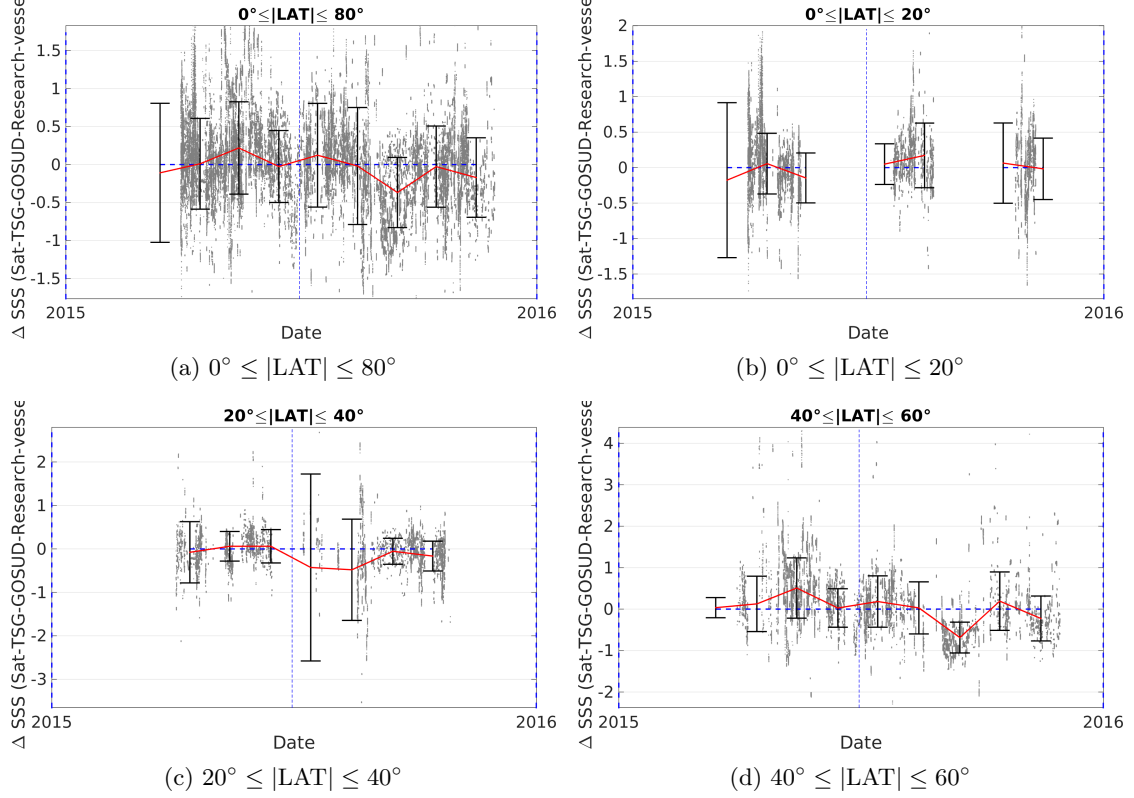 0°≤|LAT|≤ 80°
Δ SSS (Sat-TSG-GOSUD-Research-vesse
1.5
1
0.5
0
-0.5
-1
-1.5
2015
2016
Date
(a) 0° ≤ |LAT| ≤ 80°
0°≤|LAT|≤ 20°
Δ SSS (Sat-TSG-GOSUD-Research-vesse
2
1.5
1
0.5
0
-0.5
-1
-1.5
2015
2016
Date
(b) 0° ≤ |LAT| ≤ 20°
20°≤|LAT|≤ 40°
Δ SSS (Sat-TSG-GOSUD-Research-vesse
2
1
0
-1
-2
-3
2015
2016
Date
(c) 20° ≤ |LAT| ≤ 40°
40°≤|LAT|≤ 60°
Δ SSS (Sat-TSG-GOSUD-Research-vesse
4
3
2
1
0
-1
-2
2015
2016
Date
(d) 40° ≤ |LAT| ≤ 60°